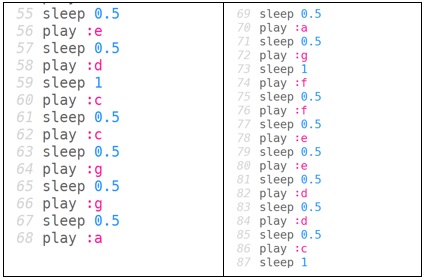 55 sleep 0.5
56 play :e
57 sleep 0.5
58 play :d
59 sleep 1
60 play :c
61 sleep 0.5
62 play :c
63 sleep 0.5
64 play :g
65 sleep 0.5
66 play :g
67 sleep 0.5
68 play :a
69 sleep 0.5
70 play :a
71 sleep 0.5
72 play :g
73 sleep 1
74 play :f
75 sleep 0.5
76 play :f
77 sleep 0.5
78 play :e
79 sleep 0.5
80 play :e
81 sleep 0.5
82 play :d
83 sleep 0.5
84 play :d
85 sleep 0.5
86 play :c
87 sleep 1